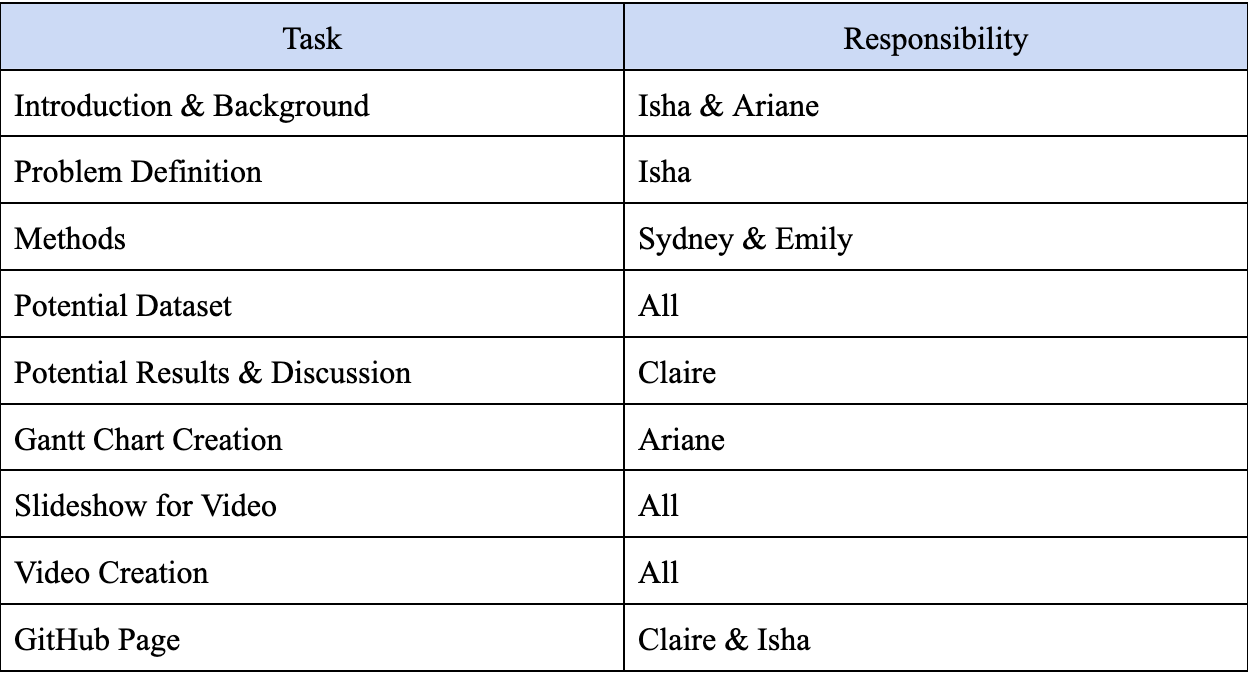 Task Responsibility
Introduction & Background Isha & Ariane
Problem Definition Isha
Methods Sydney & Emily
Potential Dataset All
Potential Results & Discussion Claire
Gantt Chart Creation Ariane
Slideshow for Video All
Video Creation All
GitHub Page Claire & Isha